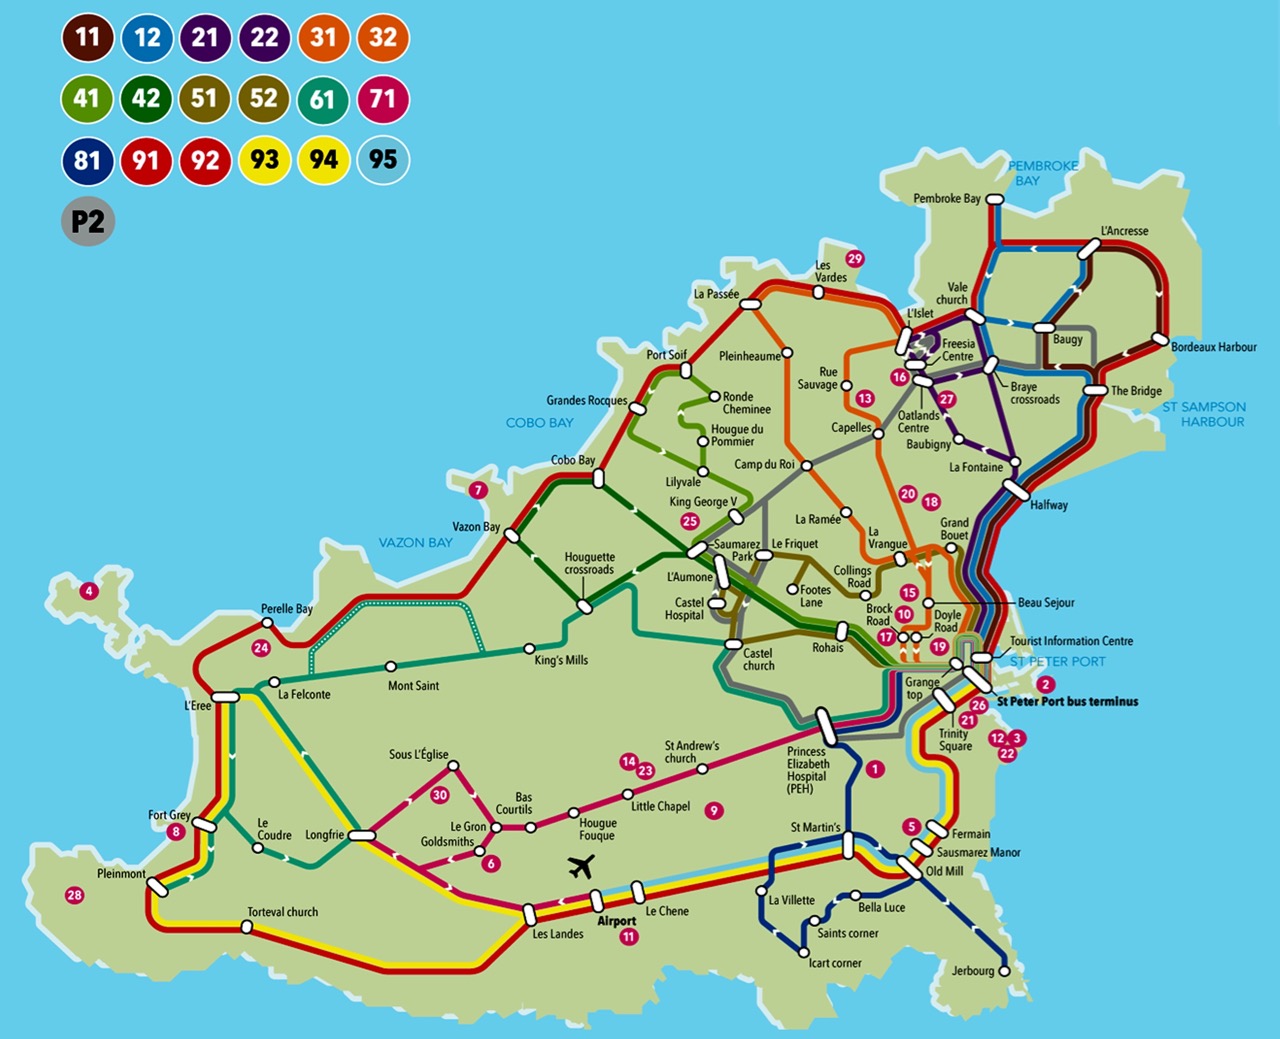 11 12 21 22 31 32
41 42 51 52 61 71
81 91 92 93 94 95
P2
PEMBROKE
BAY
Pembroke Bay
L'Ancresse
29
Les
Vardes
La Passée
Vale
church
L'Islet
Freesia
Centre
Baugy
Bordeaux Harbour
Port Soif
Pleinheaume
Rue
Sauvage
16
13
27
Braye
crossroads
The Bridge
Grandes Rocques
Ronde
Cheminee
Oatlands
Centre
ST SAMPSON
HARBOUR
COBO BAY
Hougue du
Pommier
Capelles
Baubigny
Cobo Bay
Camp du Roi
La Fontaine
7
Lilyvale
20
18
Halfway
King George V
25
La Ramée
Vazon Bay
VAZON BAY
Grand
Bouet
La
Vrangue
Saumarez
Park
Le Friquet
Houguette
crossroads
L'Aumone
Collings
Road
4
Footes
Lane
15
Castel
Hospital
Beau Sejour
Perelle Bay
Brock
Road
10
Doyle
Road
24
17
19
Tourist Information Centre
Rohais
King's Mills
Castel
church
ST PETER PORT
La Felconte
Mont Saint
Grange
top
2
L'Eree
St Peter Port bus terminus
26
21
Trinity
Square
12
3
22
Sous L'Église
St Andrew's
church
Princess
Elizabeth
Hospital
(PEH)
14
23
1
30
Bas
Courtils
Little Chapel
9
Fort Grey
8
Le
Coudre
Longfrie
Le Gron
Goldsmiths
Hougue
Fouque
St Martin's
5
Fermain
Sausmarez Manor
6
Old Mill
Pleinmont
28
La Villette
Bella Luce
Torteval church
Airport
Le Chene
Les Landes
11
Saints corner
Icart corner
Jerbourg